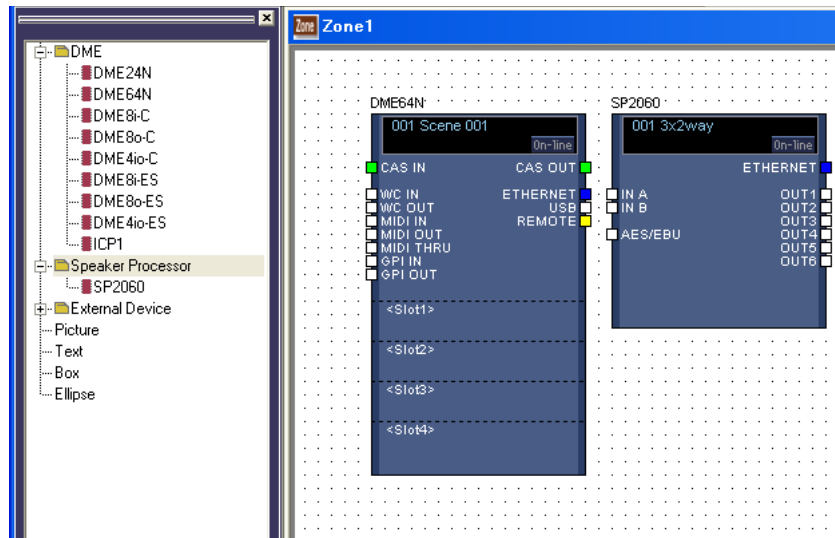 Zone Zone1
DME
DME24N
DME64N
DME8i-C
DME8o-C
DME4io-C
DME8i-ES
DME8o-ES
DME4io-ES
ICP1
Speaker Processor
SP2060
External Device
Picture
Text
Box
Ellipse
DME64N
001 Scene 001
On-line
CAS IN CAS OUT
WC IN ETHERNET
WC OUT USB
MIDI IN REMOTE
MIDI OUT
MIDI THRU
GPI IN
GPI OUT
<Slot1>
<Slot2>
<Slot3>
<Slot4>
SP2060
001 3x2way
On-line
ETHERNET
IN A OUT1
IN B OUT2
OUT3
AES/EBU OUT4
OUT5
OUT6